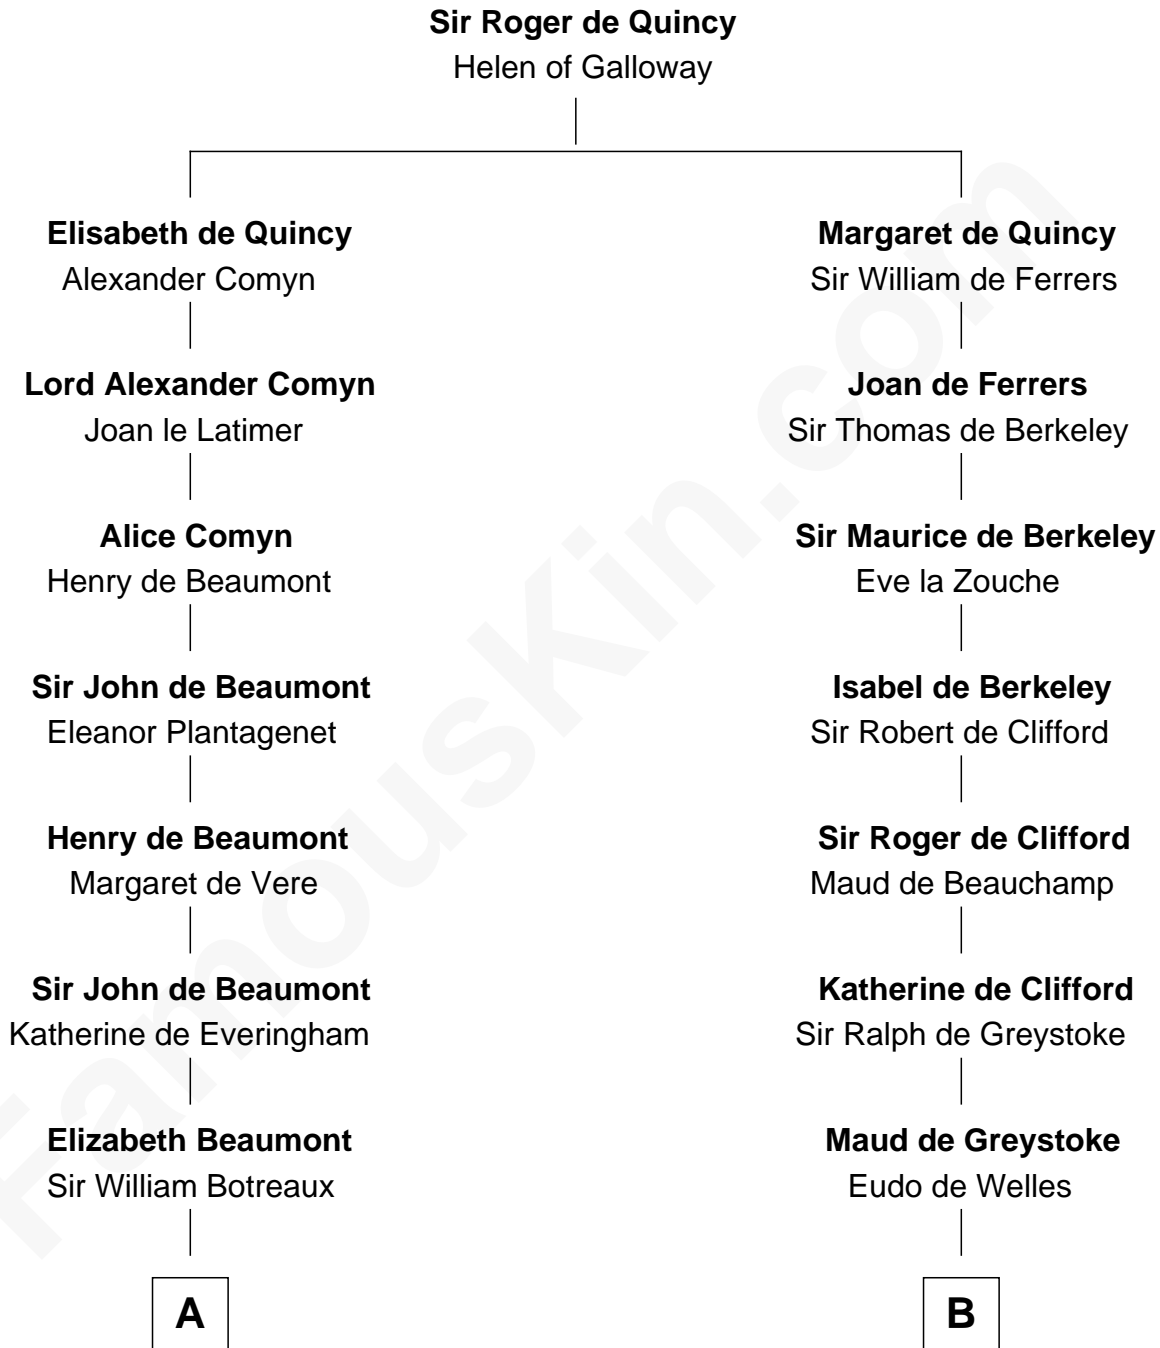 Sir Roger de Quincy
Helen of Galloway
Elisabeth de Quincy
Alexander Comyn
Margaret de Quincy
Sir William de Ferrers
Lord Alexander Comyn
Joan le Latimer
Joan de Ferrers
Sir Thomas de Berkeley
Alice Comyn
Henry de Beaumont
Sir Maurice de Berkeley
Eve la Zouche
Sir John de Beaumont
Eleanor Plantagenet
Isabel de Berkeley
Sir Robert de Clifford
Henry de Beaumont
Margaret de Vere
Sir Roger de Clifford
Maud de Beauchamp
Sir John de Beaumont
Katherine de Everingham
Katherine de Clifford
Sir Ralph de Greystoke
Elizabeth Beaumont
Sir William Botreaux
Maud de Greystoke
Eudo de Welles
A
B
FamousKin.com